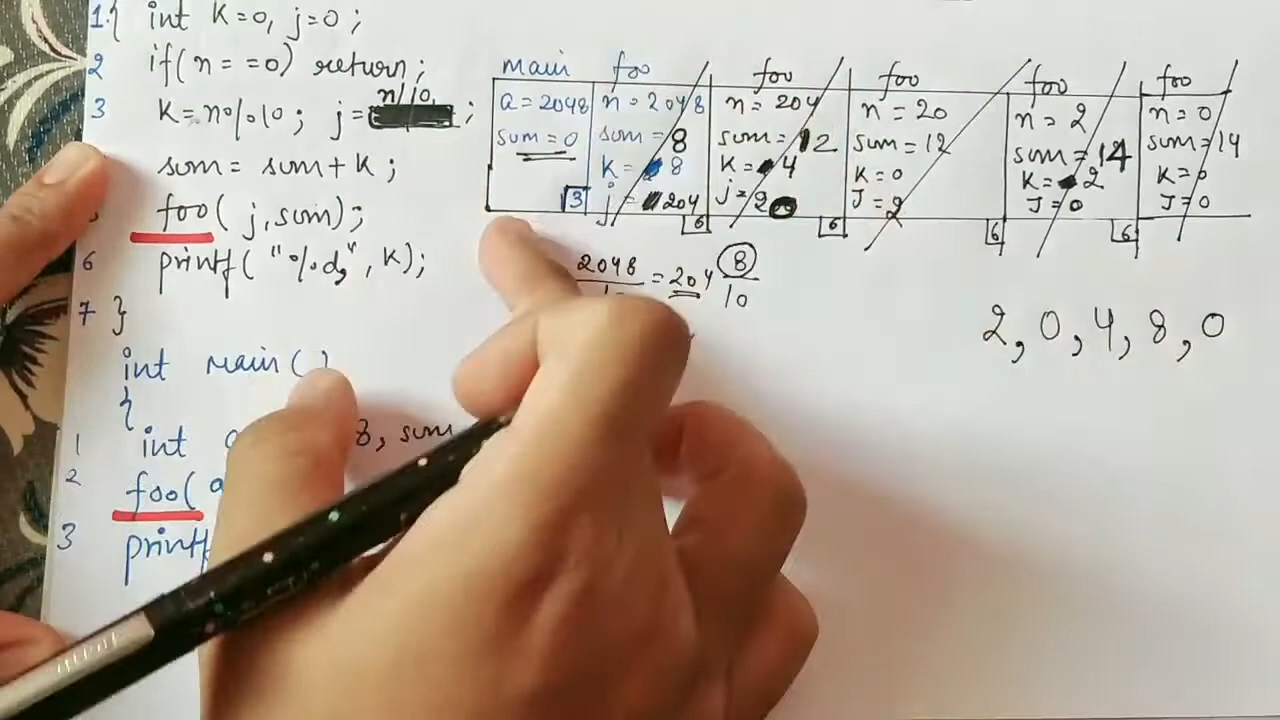 1. { int K=0, j=0;
2 if(n==0) return;
3 K=n%10; j=n/10;
sum= sum+k;
foo( j,sum);
6 printf( "%d,", K);
7 }
int main()
{
1 int 8, sum
2 foo( a
3 printf
main foo foo foo foo foo
a=2048 n=2048 n=204 n=20 n=2 n=0
sum=0 sum=8 sum=12 sum=12 sum=14 sum=14
K=8 K=4 K=0 K=2 K=0
3 j=204 j=20 J=2 J=0 J=0
6 6 6 6
2048 = 204 8
10
2,0,4,8,0